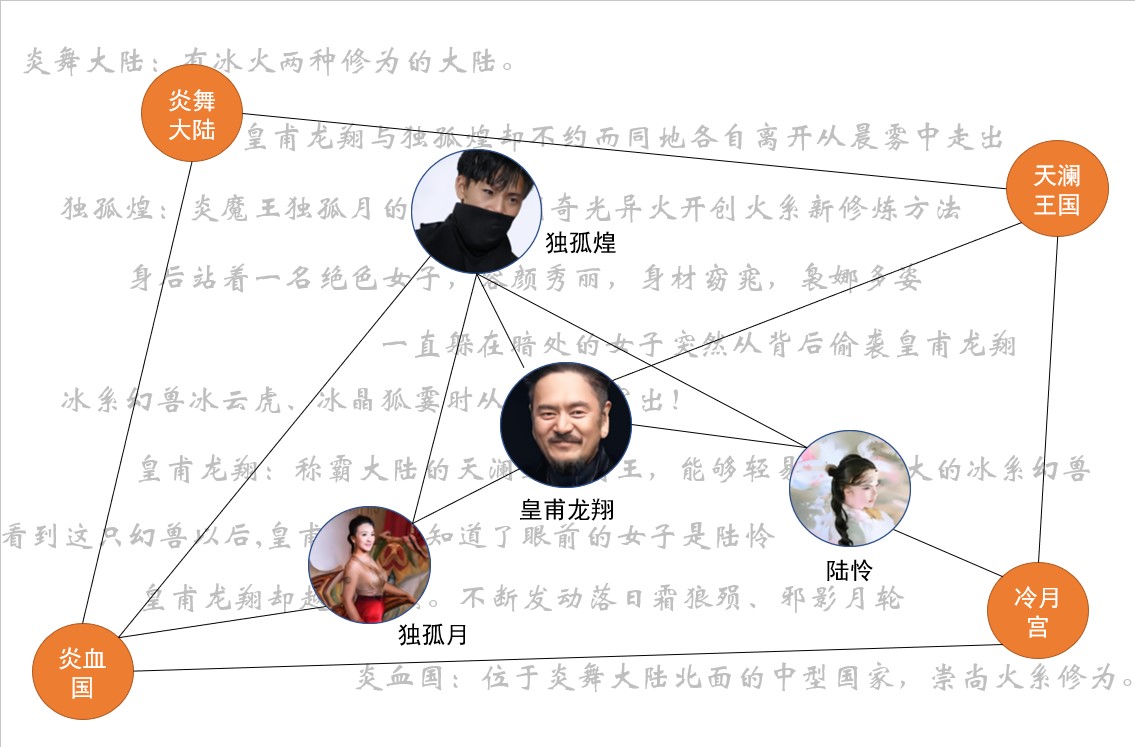 炎舞大陆：有冰火两种修为的大陆。
炎舞
大陆
皇甫龙翔与独孤煌却不约而同地各自离开从晨雾中走出
天澜
王国
独孤煌：炎魔王独孤月的 奇光异火开创火系新修炼方法
独孤煌
身后站着一名绝色女子，容颜秀丽，身材窈窕，袅娜多姿
一直躲在暗处的女子突然从背后偷袭皇甫龙翔
冰系幻兽冰云虎、冰晶狐霎时从 出！
皇甫龙翔：称霸大陆的天澜 王，能够轻易 大的冰系幻兽
皇甫龙翔
看到这只幻兽以后,皇甫 知道了眼前的女子是陆怜
陆怜
皇甫龙翔却越 。不断发动落日霜狼殒、邪影月轮
冷月
宫
独孤月
炎血
国
炎血国：位于炎舞大陆北面的中型国家，崇尚火系修为。